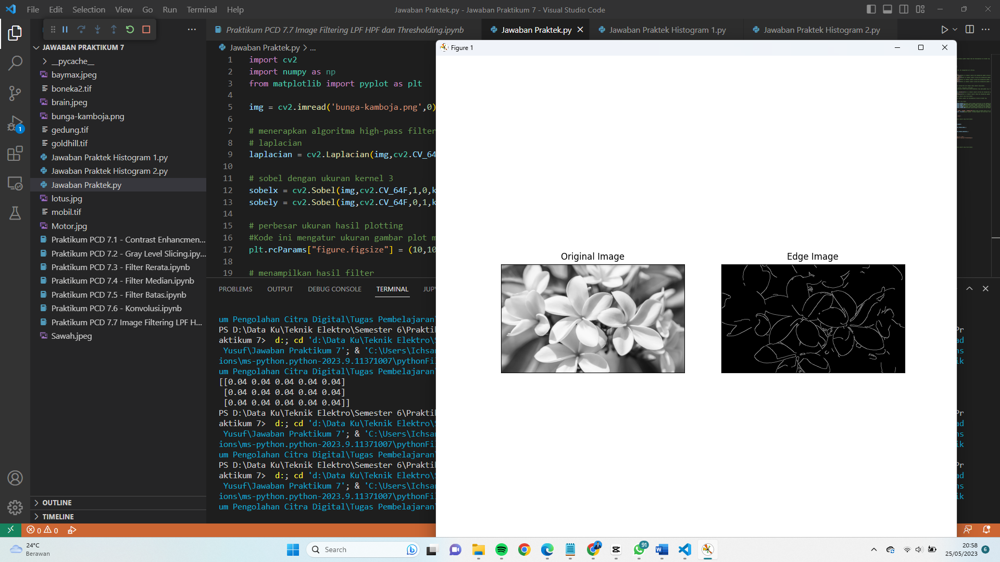 File Edit Selection View Go Run Terminal Help
Jawaban Praktek.py - Jawaban Praktikum 7 - Visual Studio Code
Praktikum PCD 7.7 Image Filtering LPF HPF dan Thresholding.ipynb
Jawaban Praktek.py
Jawaban Praktek Histogram 1.py
Jawaban Praktek Histogram 2.py
JAWABAN PRAKTIKUM 7
__pycache__
baymax.jpeg
boneka2.tif
brain.jpeg
bunga-kamboja.png
gedung.tif
goldhill.tif
Jawaban Praktek Histogram 1.py
Jawaban Praktek Histogram 2.py
Jawaban Praktek.py
lotus.jpg
mobil.tif
Motor.jpg
Praktikum PCD 7.1 - Contrast Enhancmen...
Praktikum PCD 7.2 - Gray Level Slicing.ipy...
Praktikum PCD 7.3 - Filter Rerata.ipynb
Praktikum PCD 7.4 - Filter Median.ipynb
Praktikum PCD 7.5 - Filter Batas.ipynb
Praktikum PCD 7.6 - Konvolusi.ipynb
Praktikum PCD 7.7 Image Filtering LPF H...
Sawah.jpeg
OUTLINE
TIMELINE
1
Jawaban Praktek.py > ...
1 import cv2
2 import numpy as np
3 from matplotlib import pyplot as plt
4
5 img = cv2.imread('bunga-kamboja.png',0)
6
7 # menerapkan algoritma high-pass filter
8 # laplacian
9 laplacian = cv2.Laplacian(img,cv2.CV_64
10
11 # sobel dengan ukuran kernel 3
12 sobelx = cv2.Sobel(img,cv2.CV_64F,1,0,k
13 sobely = cv2.Sobel(img,cv2.CV_64F,0,1,k
14
15 # perbesar ukuran hasil plotting
16 #Kode ini mengatur ukuran gambar plot m
17 plt.rcParams["figure.figsize"] = (10,10
18
19 # menampilkan hasil filter
PROBLEMS OUTPUT DEBUG CONSOLE TERMINAL JUP
um Pengolahan Citra Digital\Tugas Pembelajaran\
PS D:\Data Ku\Teknik Elektro\Semester 6\Prakti
aktikum 7> d:; cd 'd:\Data Ku\Teknik Elektro\S
Yusuf\Jawaban Praktikum 7'; & 'C:\Users\Ichsan
ions\ms-python.python-2023.9.11371007\pythonFil
um Pengolahan Citra Digital\Tugas Pembelajaran\
[[0.04 0.04 0.04 0.04 0.04]
[0.04 0.04 0.04 0.04 0.04]
[0.04 0.04 0.04 0.04 0.04]]
PS D:\Data Ku\Teknik Elektro\Semester 6\Prakti
aktikum 7> d:; cd 'd:\Data Ku\Teknik Elektro\S
Yusuf\Jawaban Praktikum 7'; & 'C:\Users\Ichsan
ions\ms-python.python-2023.9.11371007\pythonFil
um Pengolahan Citra Digital\Tugas Pembelajaran\
PS D:\Data Ku\Teknik Elektro\Semester 6\Prakti
aktikum 7> d:; cd 'd:\Data Ku\Teknik Elektro\S
Yusuf\Jawaban Praktikum 7'; & 'C:\Users\Ichsan
ions\ms-python.python-2023.9.11371007\pythonFil
um Pengolahan Citra Digital\Tugas Pembelajaran\
Figure 1
Original Image
Edge Image
Pr
ad
ns
ik
Pr
ad
ns
ik
Pr
ad
ns
ik
0 0
24°C
Berawan
Search
91
20:58
25/05/2023
6